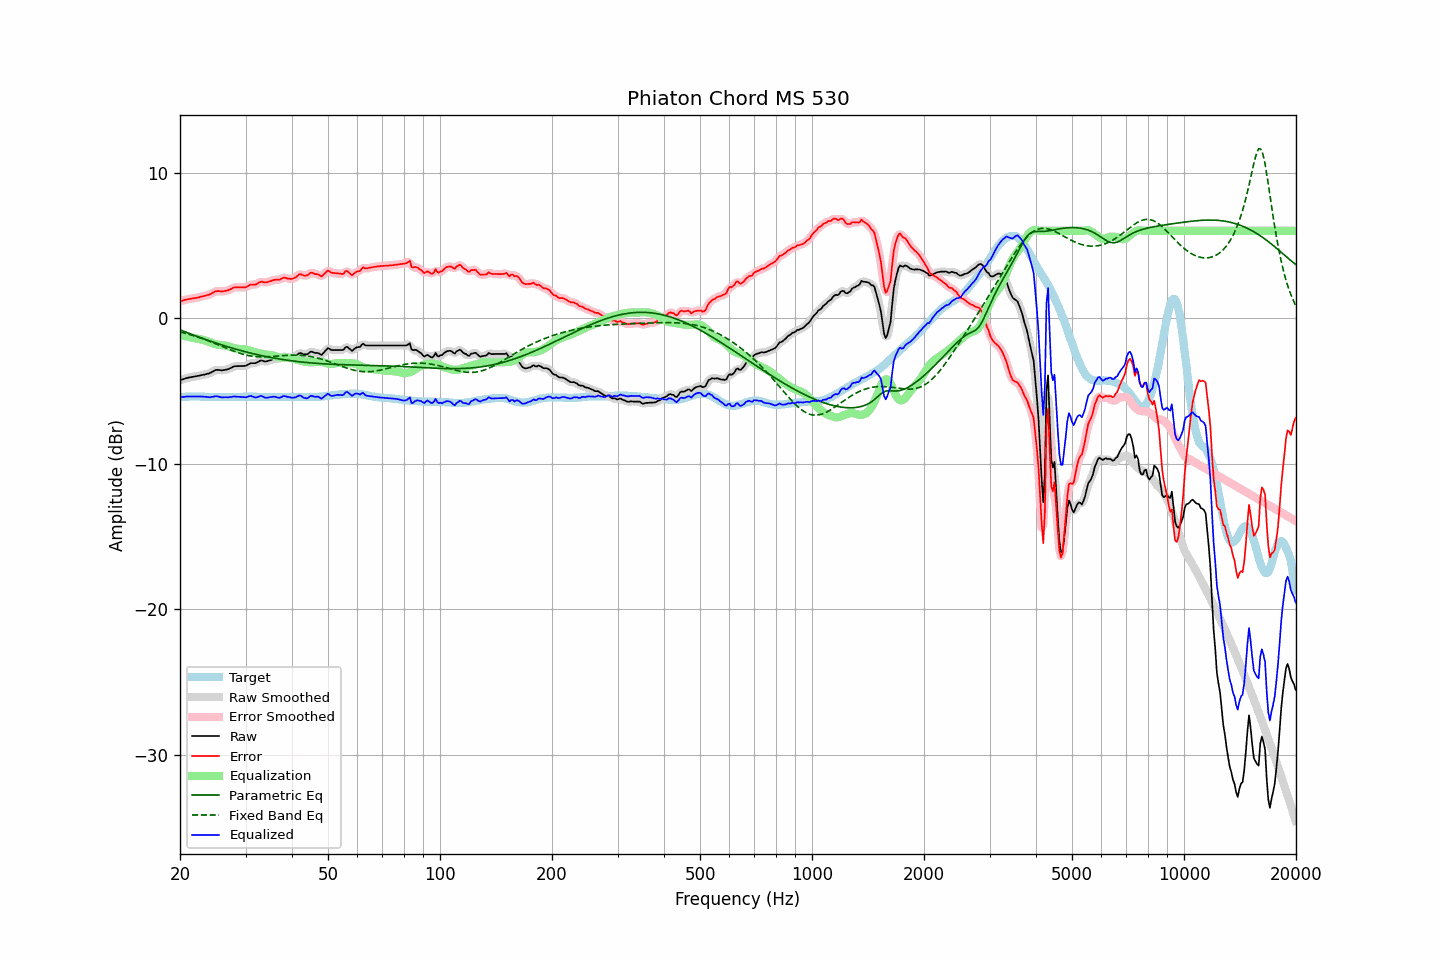 Phiaton Chord MS 530
Amplitude (dBr)
10
0
−10
−20
−30
Target
Raw Smoothed
Error Smoothed
Raw
Error
Equalization
Parametric Eq
Fixed Band Eq
Equalized
20 50 100 200 500 1000 2000 5000 10000 20000
Frequency (Hz)